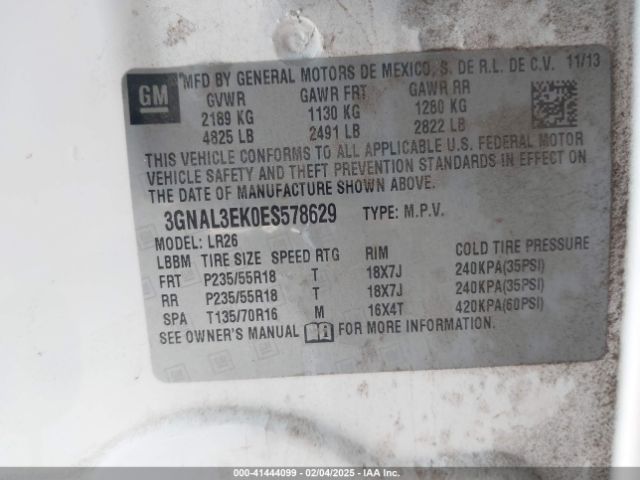 GM
MFD BY GENERAL MOTORS DE MEXICO, S. DE R.L. DE C.V. 11/13
GVWR GAWR FRT GAWR RR
2189 KG 1130 KG 1280 KG
4825 LB 2491 LB 2822 LB
THIS VEHICLE CONFORMS TO ALL APPLICABLE U.S. FEDERAL MOTOR
VEHICLE SAFETY AND THEFT PREVENTION STANDARDS IN EFFECT ON
THE DATE OF MANUFACTURE SHOWN ABOVE.
3GNAL3EK0ES578629 TYPE: M.P.V.
MODEL: LR26
LBBM TIRE SIZE SPEED RTG RIM COLD TIRE PRESSURE
FRT P235/55R18 T 18X7J 240KPA(35PSI)
RR P235/55R18 T 18X7J 240KPA(35PSI)
SPA T135/70R16 M 16X4T 420KPA(60PSI)
SEE OWNER'S MANUAL FOR MORE INFORMATION.
000-41444099 - 02/04/2025 - IAA Inc.